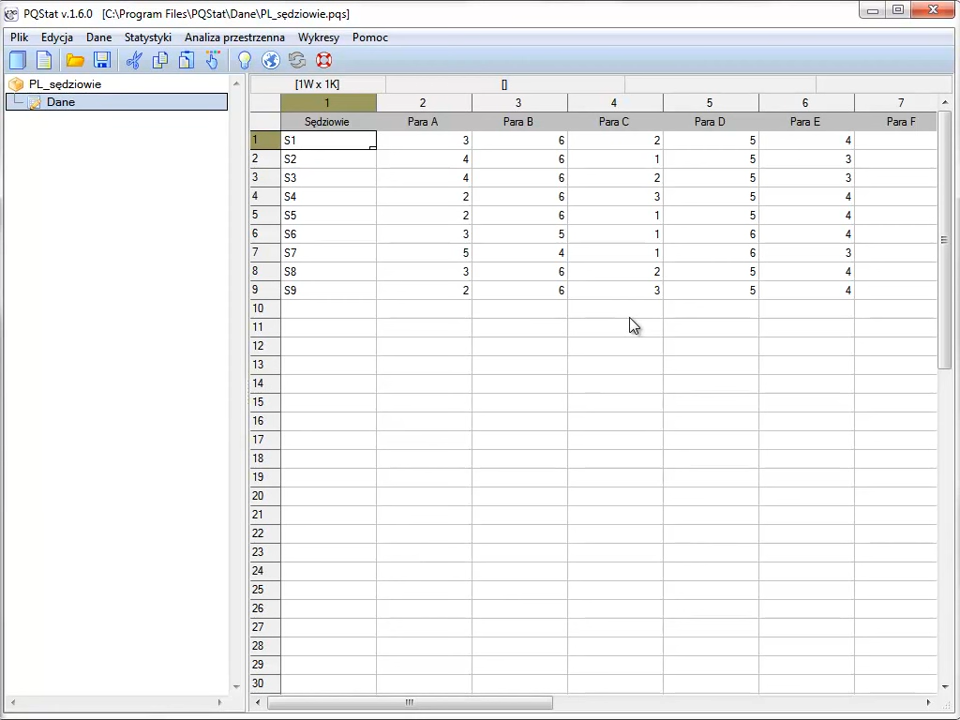 PQStat v.1.6.0 [C:\Program Files\PQStat\Dane\PL_sędziowie.pqs]
Plik Edycja Dane Statystyki Analiza przestrzenna Wykresy Pomoc
PL_sędziowie
Dane
[1W x 1K] []
1 2 3 4 5 6 7
Sędziowie Para A Para B Para C Para D Para E Para F
1 S1 3 6 2 5 4
2 S2 4 6 1 5 3
3 S3 4 6 2 5 3
4 S4 2 6 3 5 4
5 S5 2 6 1 5 4
6 S6 3 5 1 6 4
7 S7 5 4 1 6 3
8 S8 3 6 2 5 4
9 S9 2 6 3 5 4
10
11
12
13
14
15
16
17
18
19
20
21
22
23
24
25
26
27
28
29
30